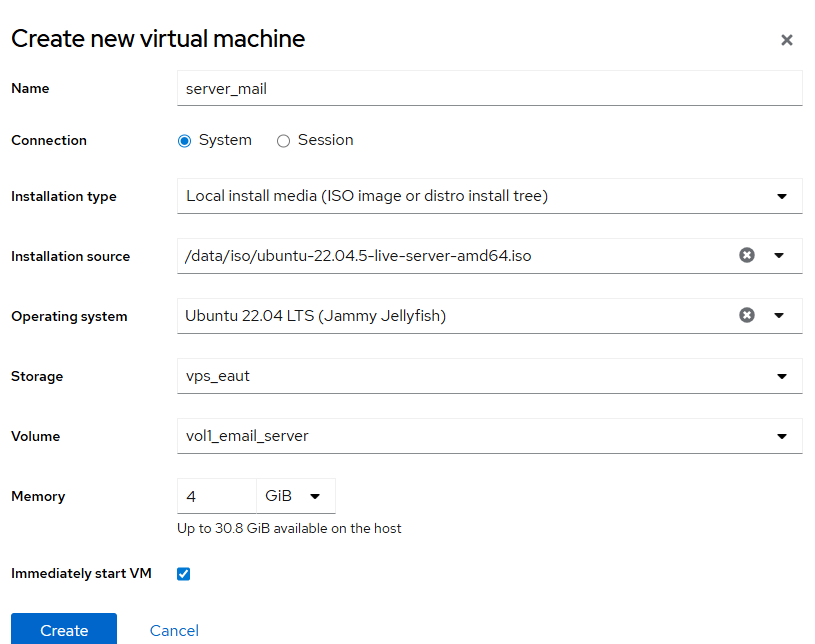 Create new virtual machine
Name server_mail
Connection System Session
Installation type Local install media (ISO image or distro install tree)
Installation source /data/iso/ubuntu-22.04.5-live-server-amd64.iso
Operating system Ubuntu 22.04 LTS (Jammy Jellyfish)
Storage vps_eaut
Volume vol1_email_server
Memory 4 GiB
Up to 30.8 GiB available on the host
Immediately start VM
Create Cancel